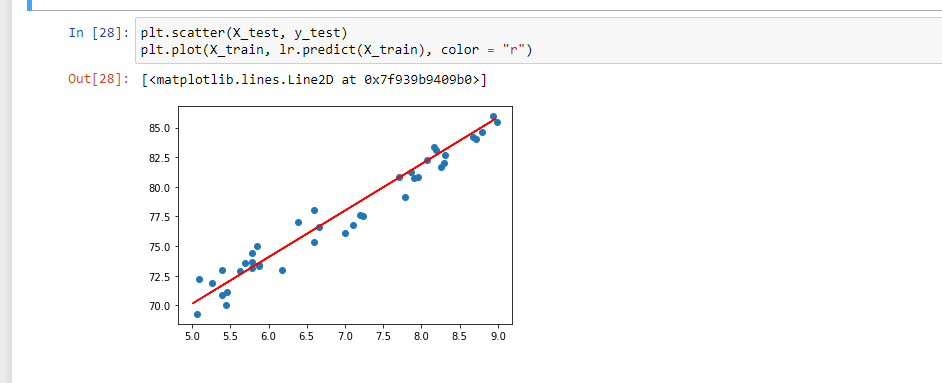 In [28]: plt.scatter(X_test, y_test)
plt.plot(X_train, lr.predict(X_train), color = "r")
Out[28]: [<matplotlib.lines.Line2D at 0x7f939b9409b0>]
85.0
82.5
80.0
77.5
75.0
72.5
70.0
5.0 5.5 6.0 6.5 7.0 7.5 8.0 8.5 9.0